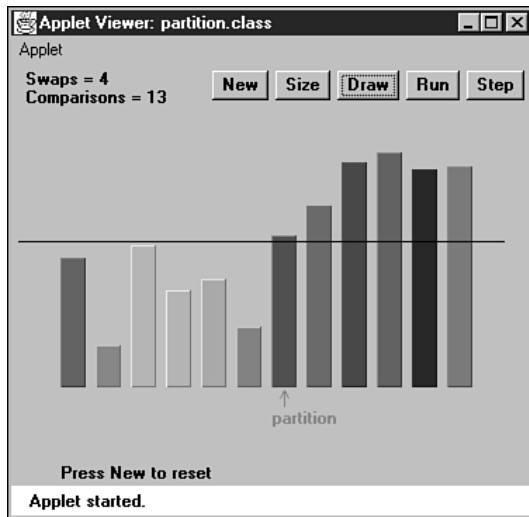 Applet Viewer: partition.class
Applet
Swaps = 4
Comparisons = 13
New Size Draw Run Step
partition
Press New to reset
Applet started.